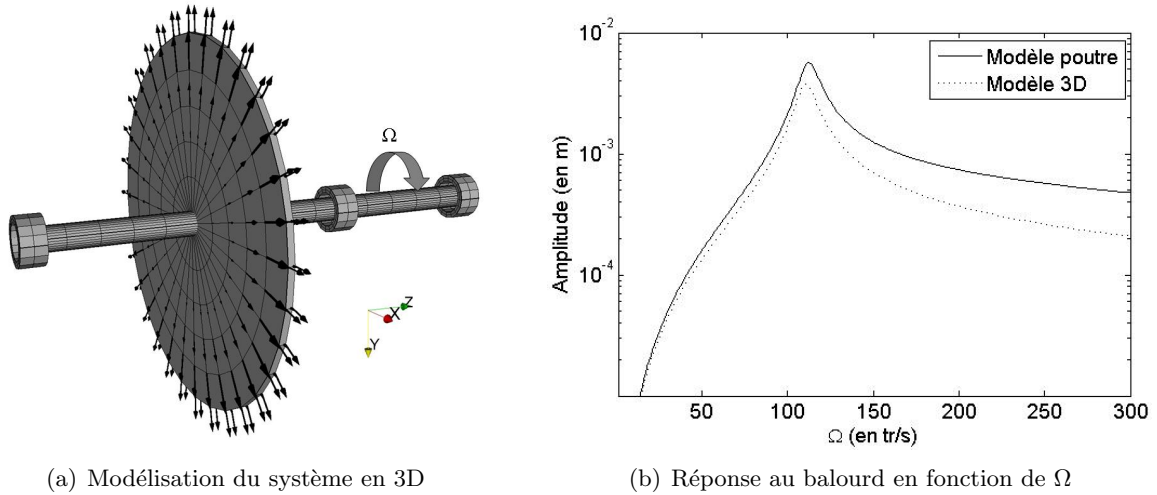 Ω
Z
X
Y
(a) Modélisation du système en 3D
10^-2
10^-3
10^-4
Amplitude (en m)
Modèle poutre
Modèle 3D
50 100 150 200 250 300
Ω (en tr/s)
(b) Réponse au balourd en fonction de Ω